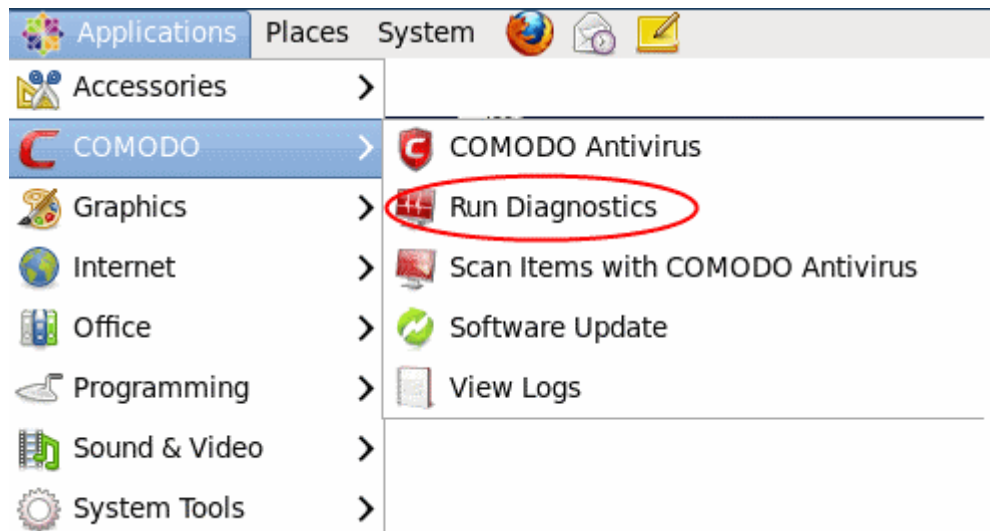 Applications Places System
Accessories
COMODO
COMODO Antivirus
Graphics
Run Diagnostics
Internet
Scan Items with COMODO Antivirus
Office
Software Update
Programming
View Logs
Sound & Video
System Tools